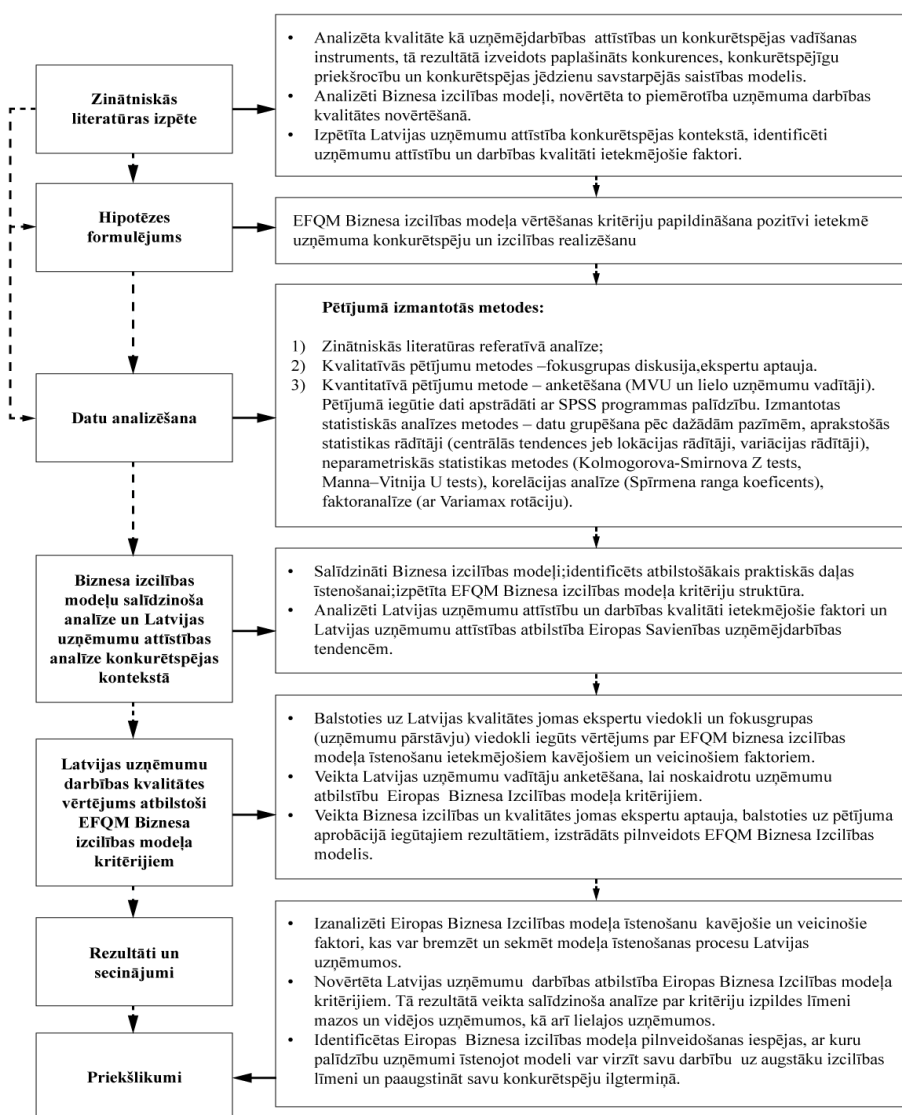 • Analizēta kvalitāte kā uzņēmējdarbības attīstības un konkurētspējas vadīšanas
instruments, tā rezultātā izveidots paplašināts konkurences, konkurētspējīgu
priekšrocību un konkurētspējas jēdzienu savstarpējās saistības modelis.
• Analizēti Biznesa izcilības modeļi, novērtēta to piemērotība uzņēmuma darbības
kvalitātes novērtēšanā.
• Izpētīta Latvijas uzņēmumu attīstība konkurētspējas kontekstā, identificēti
uzņēmumu attīstību un darbības kvalitāti ietekmējošie faktori.
Zinātniskās
literatūras izpēte
Hipotēzes
formulējums
EFQM Biznesa izcilības modeļa vērtēšanas kritēriju papildināšana pozitīvi ietekmē
uzņēmuma konkurētspēju un izcilības realizēšanu
Pētījumā izmantotās metodes:
1) Zinātniskās literatūras referatīvā analīze;
2) Kvalitatīvās pētījumu metodes –fokusgrupas diskusija,ekspertu aptauja.
3) Kvantitatīvā pētījumu metode – anketēšana (MVU un lielo uzņēmumu vadītāji).
Pētījumā iegūtie dati apstrādāti ar SPSS programmas palīdzību. Izmantotas
statistiskās analīzes metodes – datu grupēšana pēc dažādām pazīmēm, aprakstošās
statistikas rādītāji (centrālās tendences jeb lokācijas rādītāji, variācijas rādītāji),
neparametriskās statistikas metodes (Kolmogorova-Smirnova Z tests,
Manna–Vitnija U tests), korelācijas analīze (Spīrmena ranga koeficents),
faktoranalīze (ar Variamax rotāciju).
Datu analizēšana
Biznesa izcilības
modeļu salīdzinoša
analīze un Latvijas
uzņēmumu attīstības
analīze konkurētspējas
kontekstā
• Salīdzināti Biznesa izcilības modeļi;identificēts atbilstošākais praktiskās daļas
īstenošanai;izpētīta EFQM Biznesa izcilības modeļa kritēriju struktūra.
• Analizēti Latvijas uzņēmumu attīstību un darbības kvalitāti ietekmējošie faktori un
Latvijas uzņēmumu attīstības atbilstība Eiropas Savienības uzņēmējdarbības
tendencēm.
Latvijas uzņēmumu
darbības kvalitātes
vērtējums atbilstoši
EFQM Biznesa
izcilības modeļa
kritērijiem
• Balstoties uz Latvijas kvalitātes jomas ekspertu viedokli un fokusgrupas
(uzņēmumu pārstāvju) viedokli iegūts vērtējums par EFQM biznesa izcilības
modeļa īstenošanu ietekmējošiem kavējošiem un veicinošiem faktoriem.
• Veikta Latvijas uzņēmumu vadītāju anketēšana, lai noskaidrotu uzņēmumu
atbilstību Eiropas Biznesa Izcilības modeļa kritērijiem.
• Veikta Biznesa izcilības un kvalitātes jomas ekspertu aptauja, balstoties uz pētījuma
aprobācijā iegūtajiem rezultātiem, izstrādāts pilnveidots EFQM Biznesa Izcilības
modelis.
Rezultāti un
secinājumi
• Izanalizēti Eiropas Biznesa Izcilības modeļa īstenošanu kavējošie un veicinošie
faktori, kas var bremzēt un sekmēt modeļa īstenošanas procesu Latvijas
uzņēmumos.
• Novērtēta Latvijas uzņēmumu darbības atbilstība Eiropas Biznesa Izcilības modeļa
kritērijiem. Tā rezultātā veikta salīdzinoša analīze par kritēriju izpildes līmeni
mazos un vidējos uzņēmumos, kā arī lielajos uzņēmumos.
• Identificētas Eiropas Biznesa izcilības modeļa pilnveidošanas iespējas, ar kuru
palīdzību uzņēmumi īstenojot modeli var virzīt savu darbību uz augstāku izcilības
līmeni un paaugstināt savu konkurētspēju ilgtermiņā.
Priekšlikumi